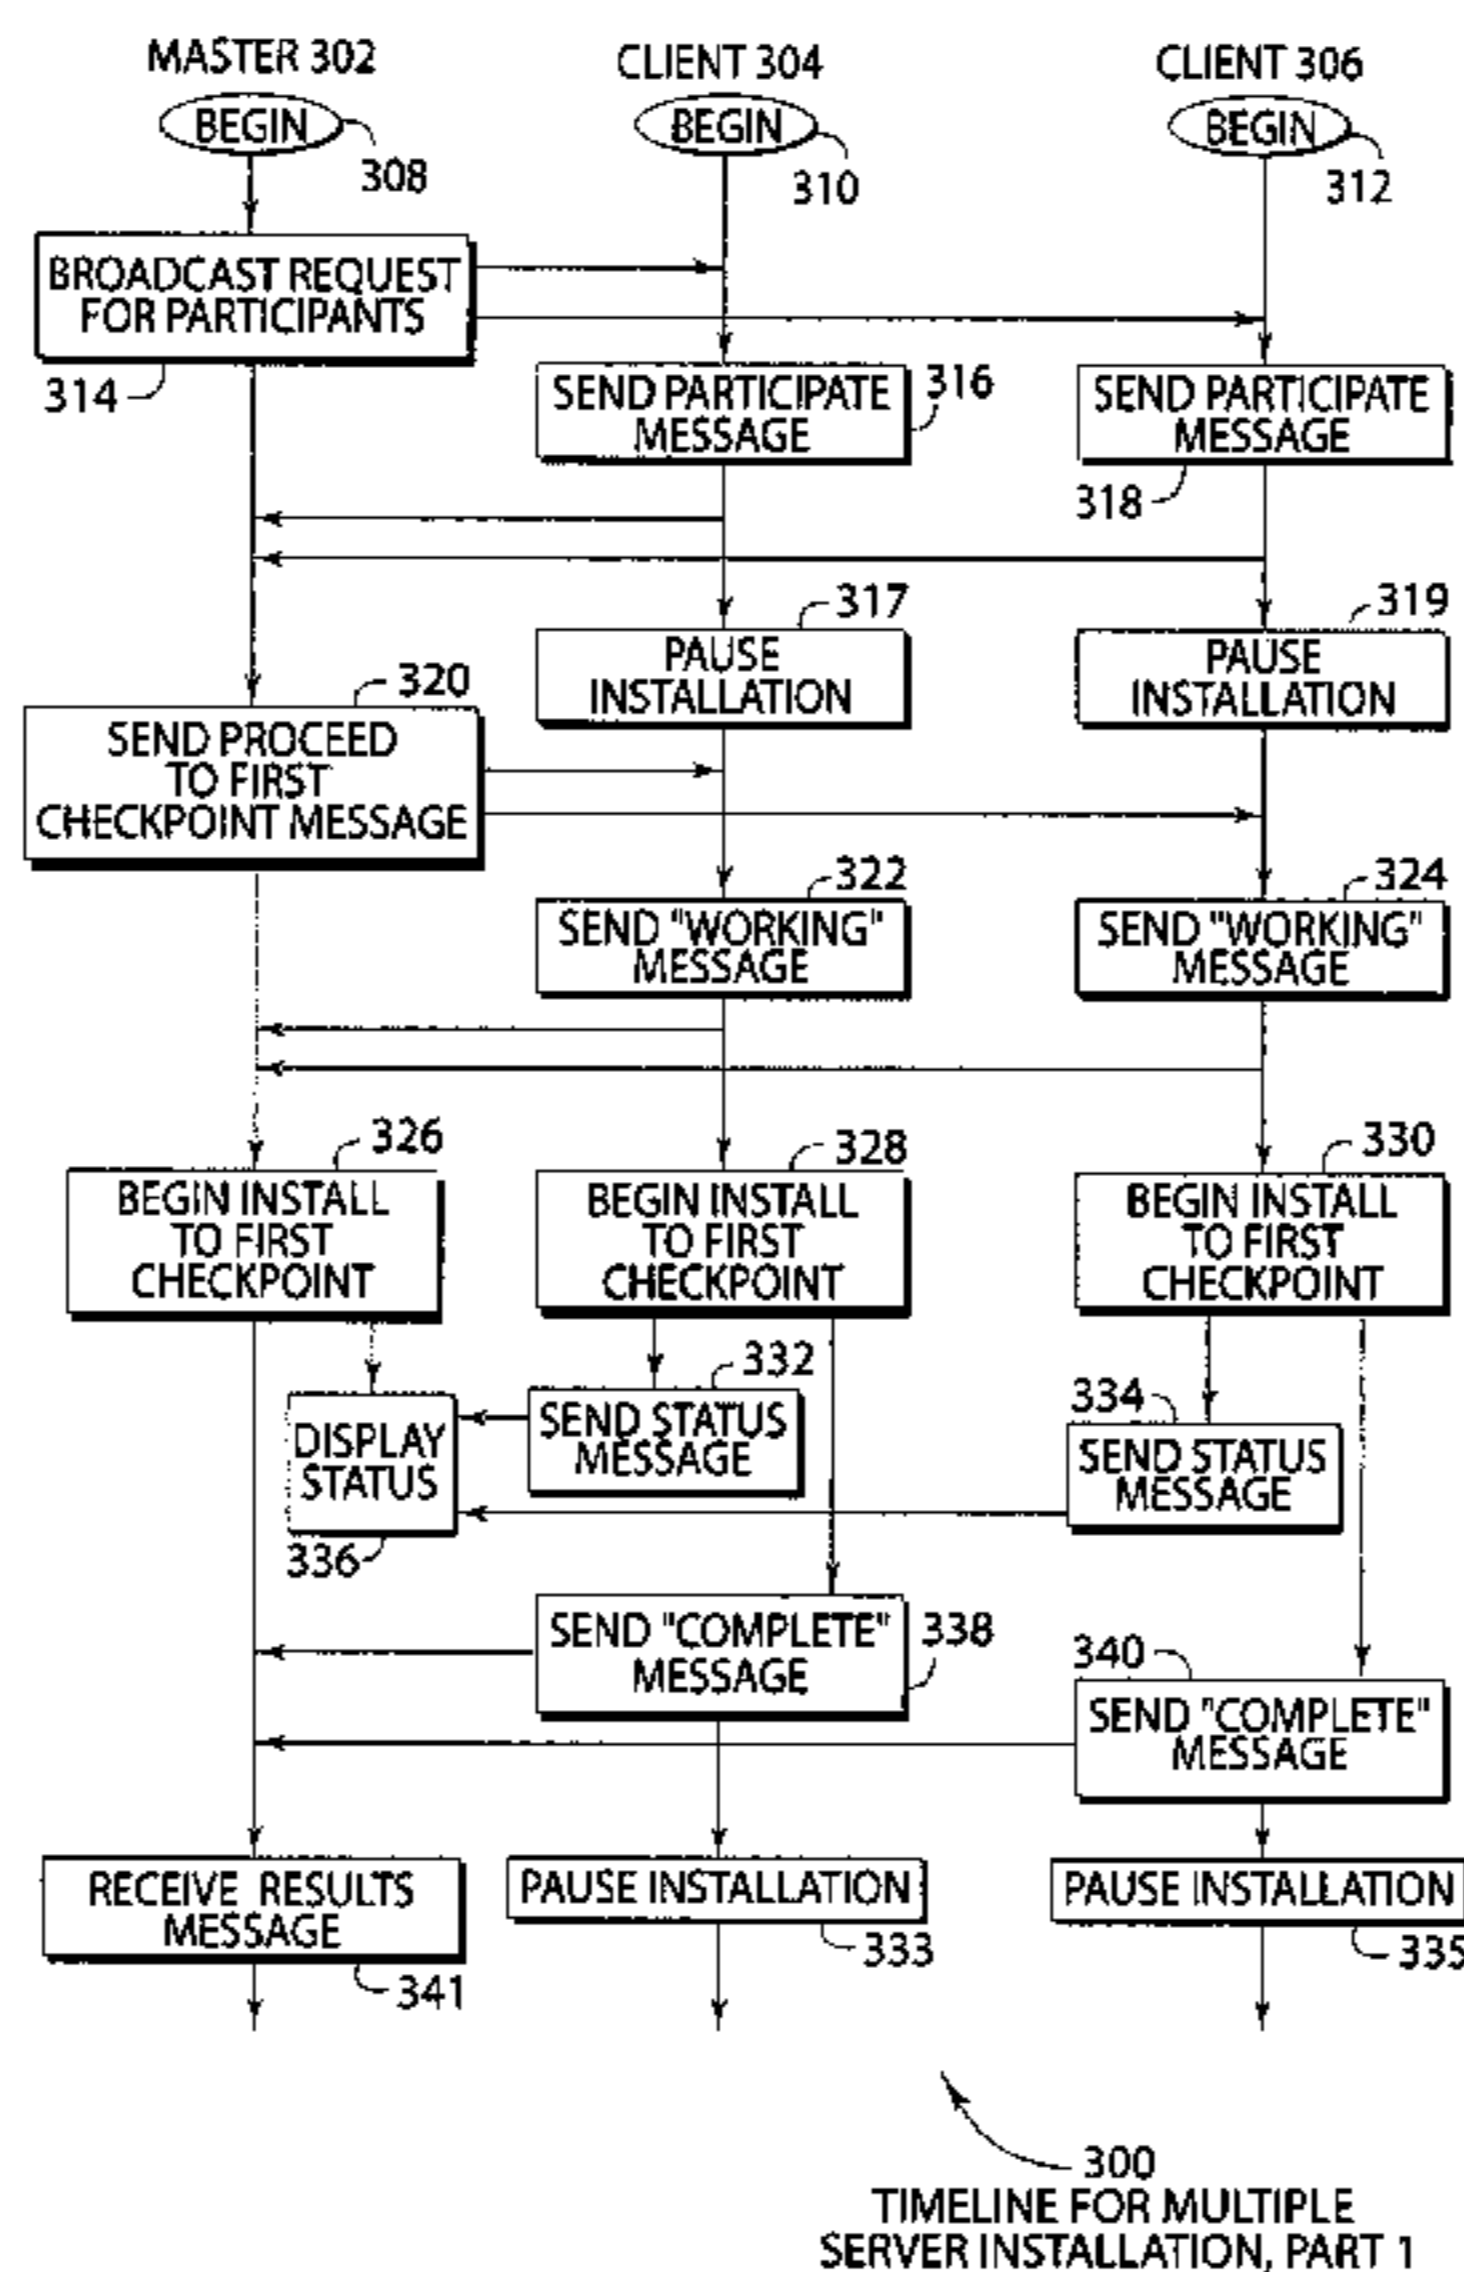 MASTER 302
CLIENT 304
CLIENT 306
BEGIN
BEGIN
BEGIN
308
310
312
BROADCAST REQUEST
FOR PARTICIPANTS
314
SEND PARTICIPATE
MESSAGE
316
SEND PARTICIPATE
MESSAGE
318
317
319
PAUSE
INSTALLATION
PAUSE
INSTALLATION
320
SEND PROCEED
TO FIRST
CHECKPOINT MESSAGE
322
324
SEND "WORKING"
MESSAGE
SEND "WORKING"
MESSAGE
326
328
330
BEGIN INSTALL
TO FIRST
CHECKPOINT
BEGIN INSTALL
TO FIRST
CHECKPOINT
BEGIN INSTALL
TO FIRST
CHECKPOINT
332
334
DISPLAY
STATUS
336
SEND STATUS
MESSAGE
SEND STATUS
MESSAGE
SEND "COMPLETE"
MESSAGE
338
340
SEND "COMPLETE"
MESSAGE
RECEIVE RESULTS
MESSAGE
341
PAUSE INSTALLATION
333
PAUSE INSTALLATION
335
300
TIMELINE FOR MULTIPLE
SERVER INSTALLATION, PART 1